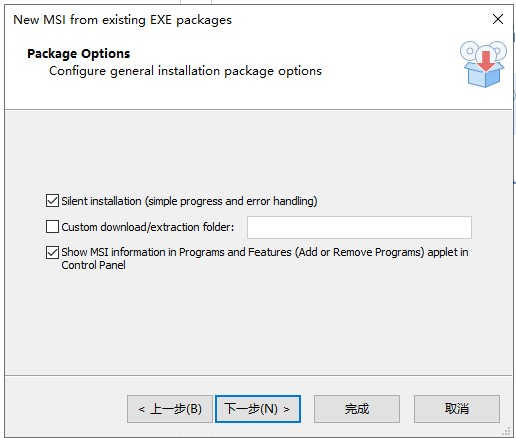 New MSI from existing EXE packages
Package Options
Configure general installation package options
Silent installation (simple progress and error handling)
Custom download/extraction folder:
Show MSI information in Programs and Features (Add or Remove Programs) applet in
Control Panel
< 上一步(B)
下一步(N) >
完成
取消